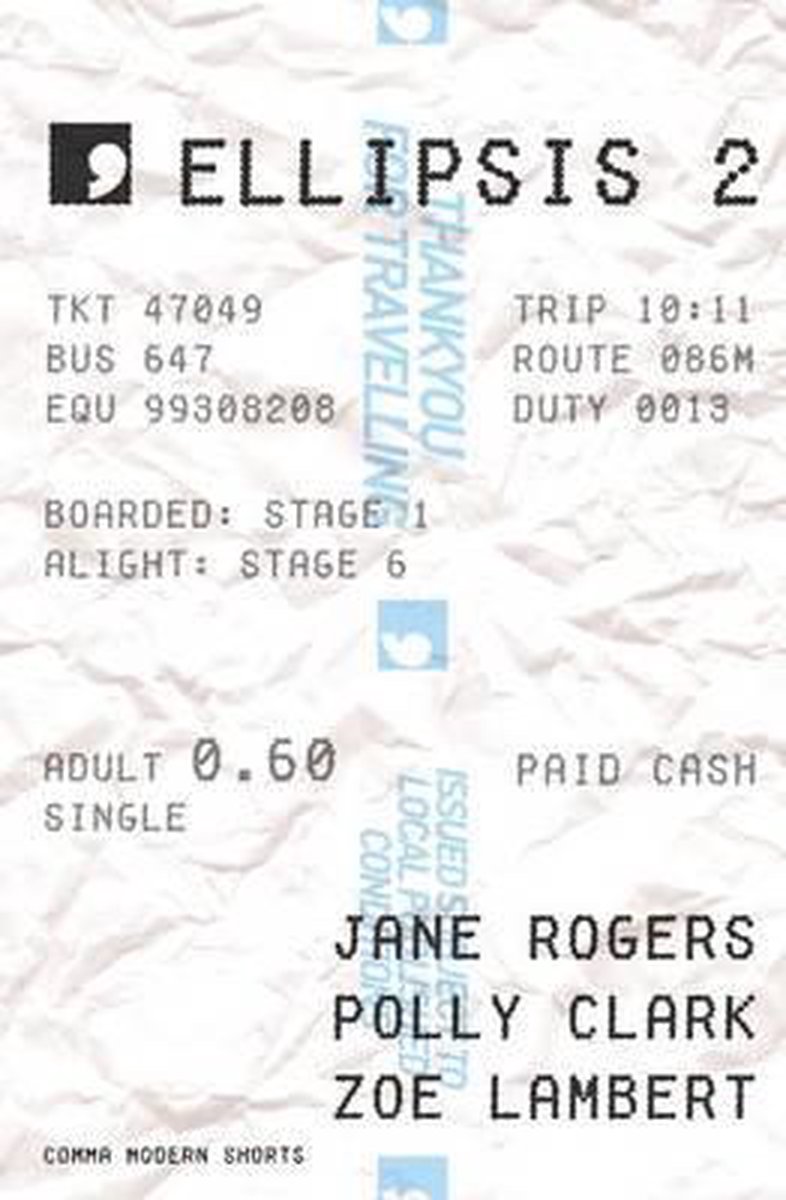 ELLIPSIS 2
THANKYOU
FOR TRAVELLING
TKT 47049
TRIP 10:11
BUS 647
ROUTE 086M
EQU 99308208
DUTY 0013
BOARDED: STAGE 1
ALIGHT: STAGE 6
ADULT 0.60
PAID CASH
SINGLE
ISSUED SUBJECT TO
LOCAL PUBLISHED
JANE ROGERS
POLLY CLARK
ZOE LAMBERT
COMMA MODERN SHORTS